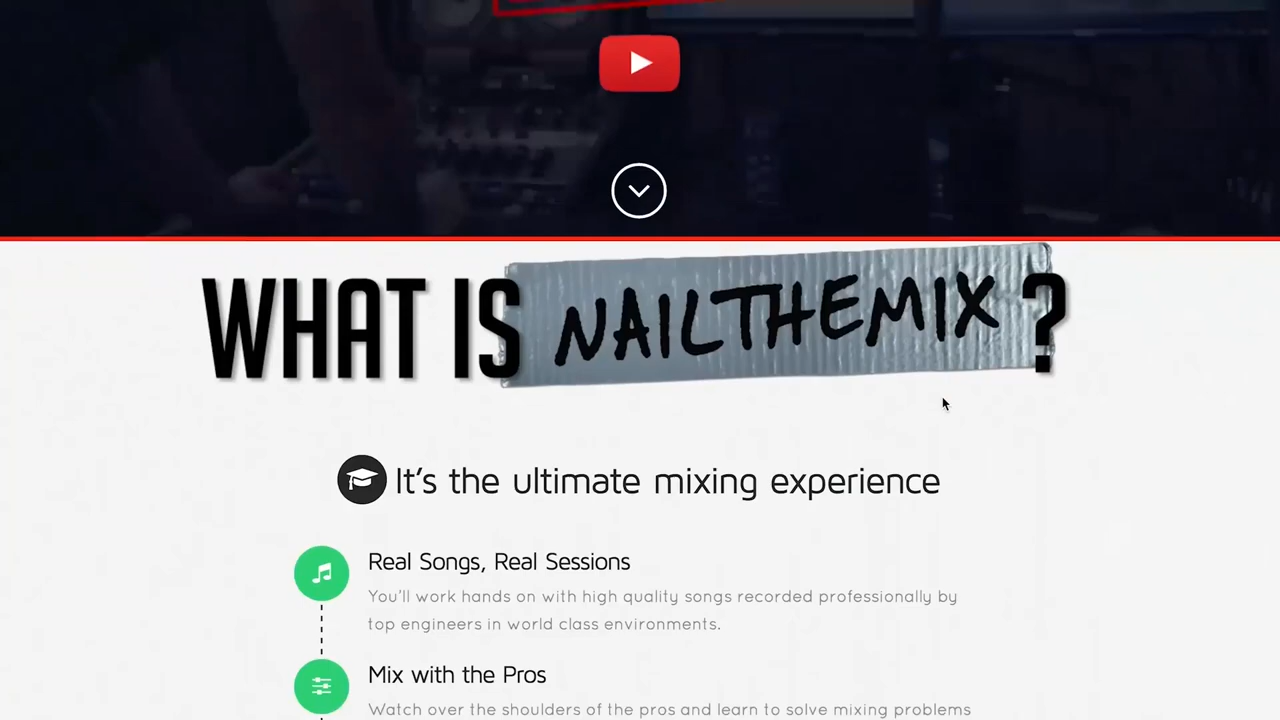 WHAT IS NAILTHEMIX ?
It's the ultimate mixing experience
Real Songs, Real Sessions
You'll work hands on with high quality songs recorded professionally by
top engineers in world class environments.
Mix with the Pros
Watch over the shoulders of the pros and learn to solve mixing problems